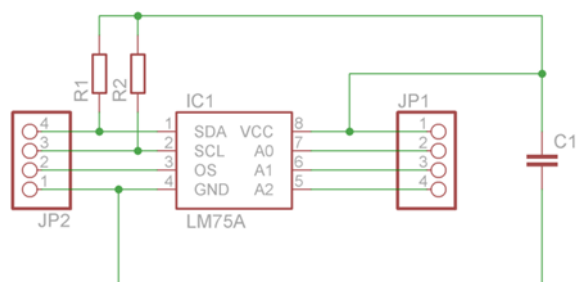 R1
R2
IC1
JP1
C1
4
3
2
1
JP2
1 SDA VCC 8
2 SCL A0 7
3 OS A1 6
4 GND A2 5
LM75A
1
2
3
4